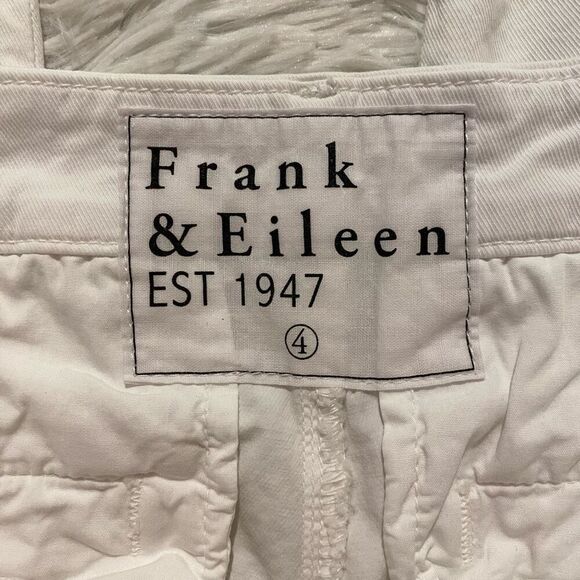 Frank
& Eileen
EST 1947
④